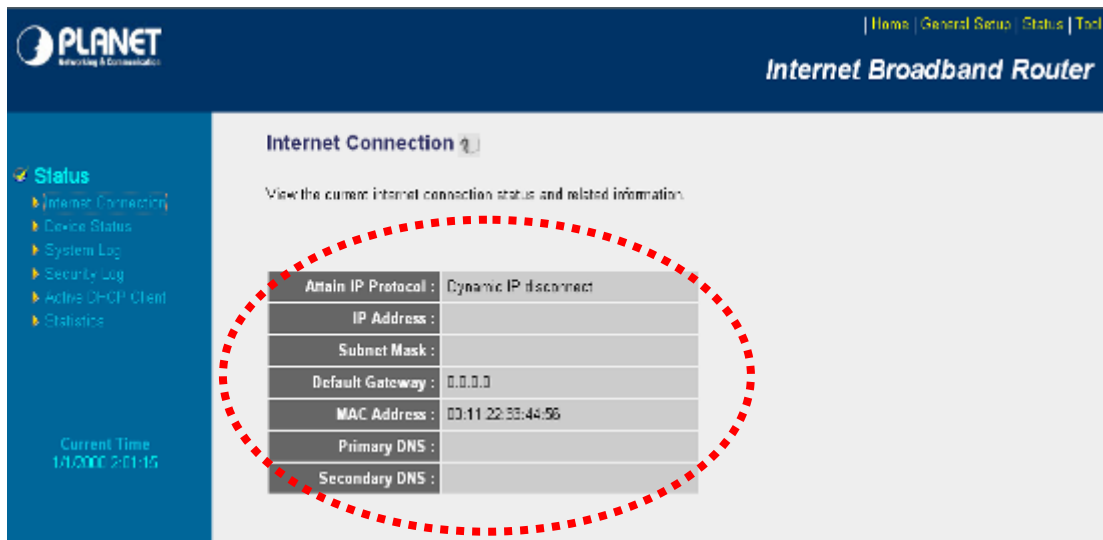 PLANET
Networking & Communication
| Home | General Setup | Status | Tool
Internet Broadband Router
Status
Internet Connection
Device Status
System Log
Security Log
Active DHCP Client
Statistics
Current Time
1/1/2000 2:01:15
Internet Connection
View the current internet connection status and related information.
Attain IP Protocol : Dynamic IP disconnect
IP Address :
Subnet Mask :
Default Gateway : 0.0.0.0
MAC Address : 00:11:22:33:44:56
Primary DNS :
Secondary DNS :